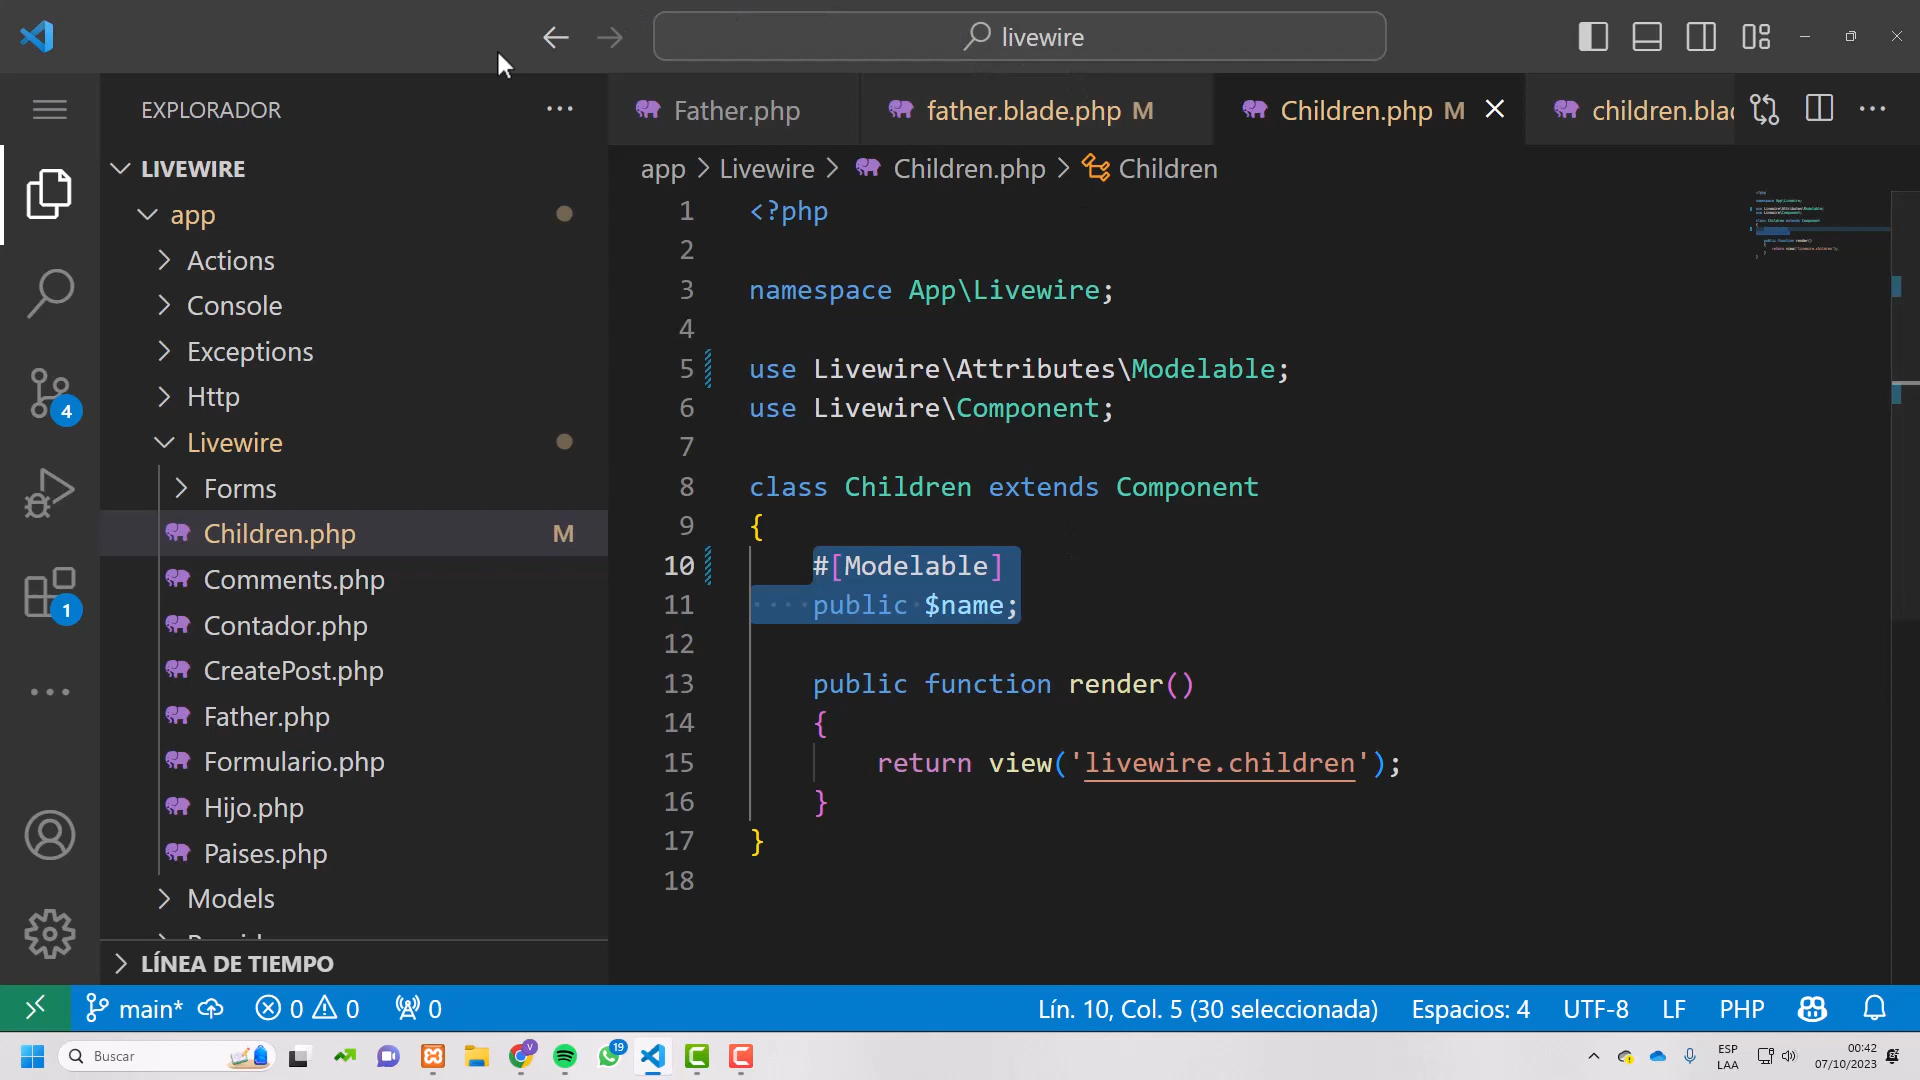 livewire
EXPLORADOR
Father.php
father.blade.php M
Children.php M
children.blad
LIVEWIRE
app > Livewire > Children.php > Children
app
Actions
Console
Exceptions
Http
Livewire
Forms
Children.php M
Comments.php
Contador.php
CreatePost.php
Father.php
Formulario.php
Hijo.php
Paises.php
Models
LÍNEA DE TIEMPO
4
1
1 <?php
2
3 namespace App\Livewire;
4
5 use Livewire\Attributes\Modelable;
6 use Livewire\Component;
7
8 class Children extends Component
9 {
10 #[Modelable]
11 public $name;
12
13 public function render()
14 {
15 return view('livewire.children');
16 }
17 }
18
main* 0 0 0 Lín. 10, Col. 5 (30 seleccionada) Espacios: 4 UTF-8 LF PHP
Buscar
V
19
ESP
LAA
00:42
07/10/2023